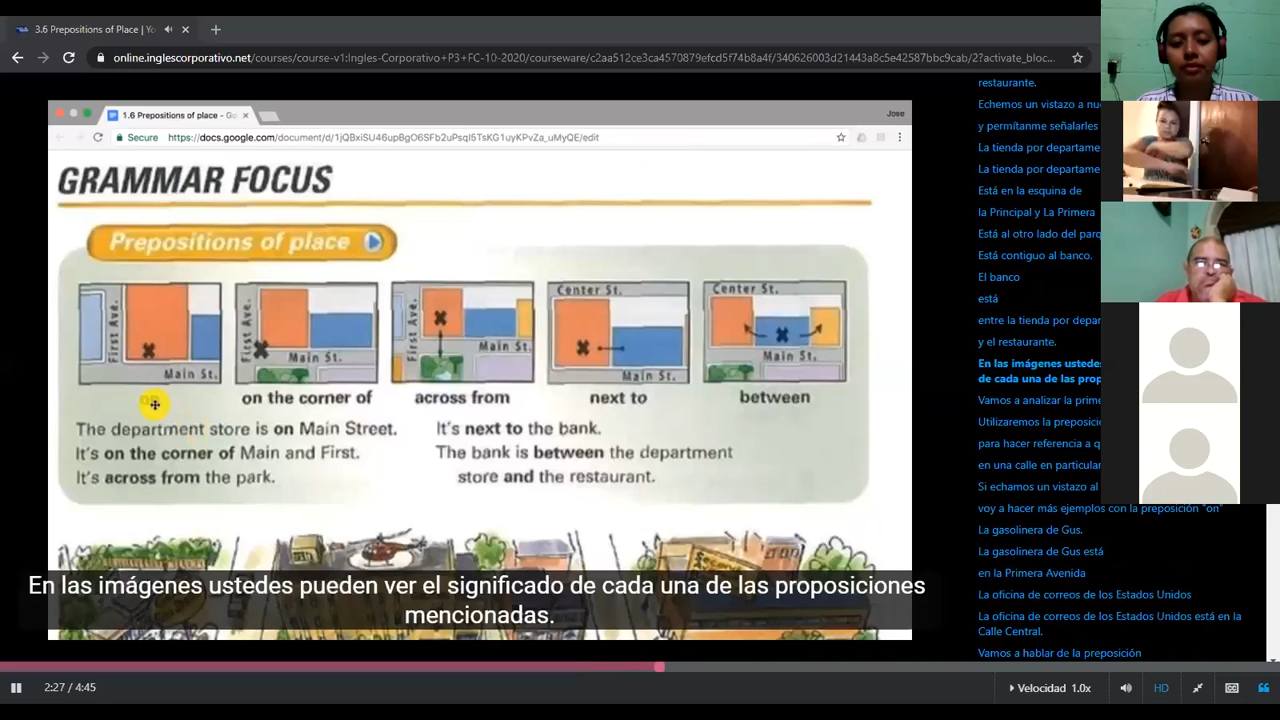 3.6 Prepositions of Place | Yo
online.inglescorporativo.net/courses/course-v1:Ingles-Corporativo+P3+FC-10-2020/courseware/c2aa512ce3ca4570879efcd5f74b8a4f/340626003d21443a8c5e42587bbc9cab/2?activate_bloc...
1.6 Prepositions of place - Go
Jose
Secure
https://docs.google.com/document/d/1jQBxiSU46upBgO6SFb2uPsqI5TsKG1uyKPvZa_uMyQE/edit
GRAMMAR FOCUS
Prepositions of place
First Ave.
Main St.
First Ave.
Main St.
First Ave.
Main St.
Center St.
Main St.
Center St.
Main St.
on
on the corner of
across from
next to
between
The department store is on Main Street.
It's on the corner of Main and First.
It's across from the park.
It's next to the bank.
The bank is between the department
store and the restaurant.
En las imágenes ustedes pueden ver el significado de cada una de las proposiciones
mencionadas.
restaurante.
Echemos un vistazo a nu
y permítanme señalarles
La tienda por departame
La tienda por departame
Está en la esquina de
la Principal y La Primera
Está al otro lado del parq
Está contiguo al banco.
El banco
está
entre la tienda por depar
y el restaurante.
En las imágenes ustedes
de cada una de las prop
Vamos a analizar la prime
Utilizaremos la preposició
para hacer referencia a q
en una calle en particular
Si echamos un vistazo al
voy a hacer más ejemplos con la preposición "on"
La gasolinera de Gus.
La gasolinera de Gus está
en la Primera Avenida
La oficina de correos de los Estados Unidos
La oficina de correos de los Estados Unidos está en la
Calle Central.
Vamos a hablar de la preposición
2:27 / 4:45
Velocidad 1.0x
HD